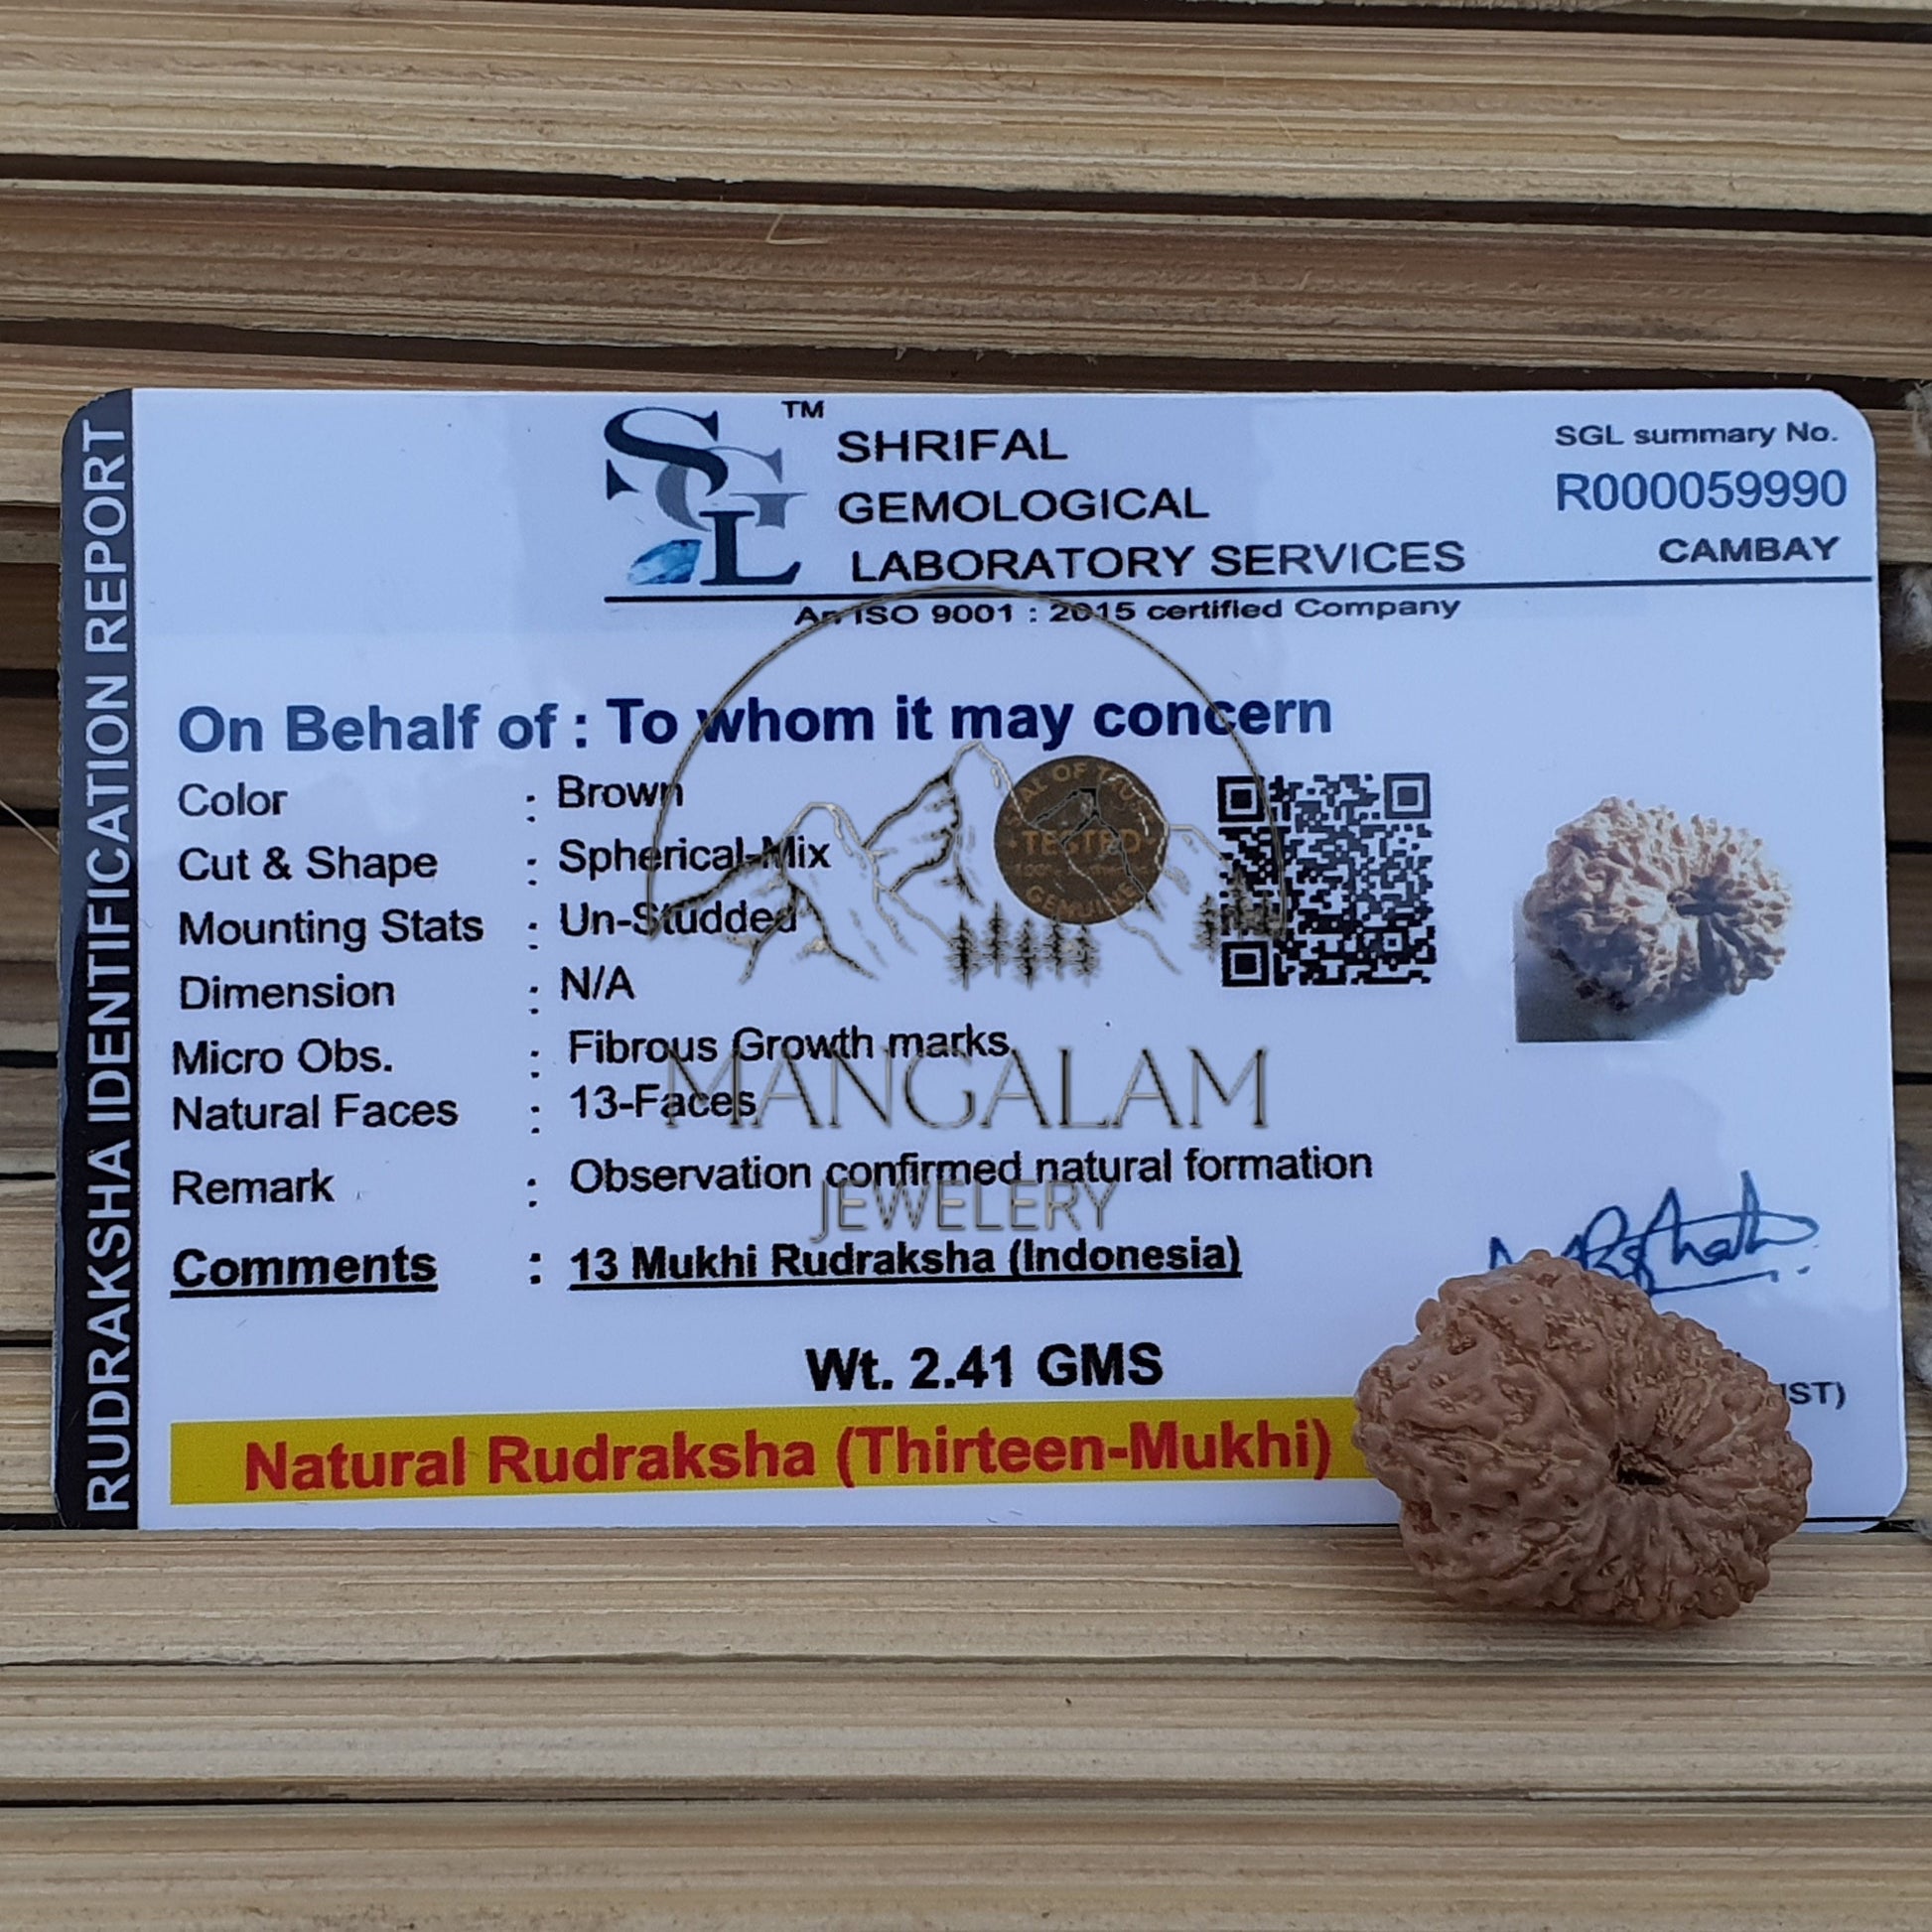 RUDRAKSHA IDENTIFICATION REPORT
SGL
TM
SHRIFAL
GEMOLOGICAL
LABORATORY SERVICES
An ISO 9001 : 2015 certified Company
SGL summary No.
R000059990
CAMBAY
On Behalf of : To whom it may concern
Color : Brown
Cut & Shape : Spherical-Mix
Mounting Stats : Un-Studded
Dimension : N/A
Micro Obs. : Fibrous Growth marks.
Natural Faces : 13-Faces
Remark : Observation confirmed natural formation
Comments : 13 Mukhi Rudraksha (Indonesia)
Wt. 2.41 GMS
Natural Rudraksha (Thirteen-Mukhi)
TESTED
GENUINE
MANGALAM
JEWELERY